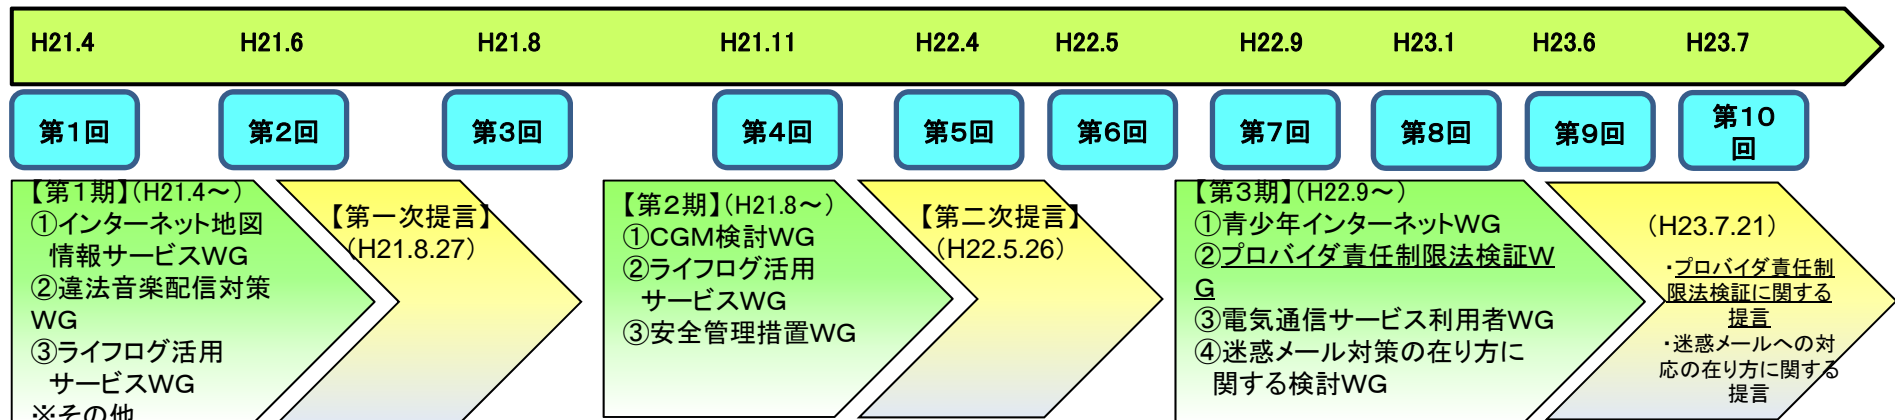 H21.4 H21.6 H21.8 H21.11 H22.4 H22.5 H22.9 H23.1 H23.6 H23.7
第1回 第2回 第3回 第4回 第5回 第6回 第7回 第8回 第9回 第10
回
【第1期】(H21.4~)
①インターネット地図
情報サービスWG
②違法音楽配信対策
WG
③ライフログ活用
サービスWG
※その他
【第一次提言】
(H21.8.27)
【第2期】(H21.8~)
①CGM検討WG
②ライフログ活用
サービスWG
③安全管理措置WG
【第二次提言】
(H22.5.26)
【第3期】(H22.9~)
①青少年インターネットWG
②プロバイダ責任制限法検証W
G
③電気通信サービス利用者WG
④迷惑メール対策の在り方に
関する検討WG
(H23.7.21)
・プロバイダ責任制
限法検証に関する
提言
・迷惑メールへの対
応の在り方に関する
提言